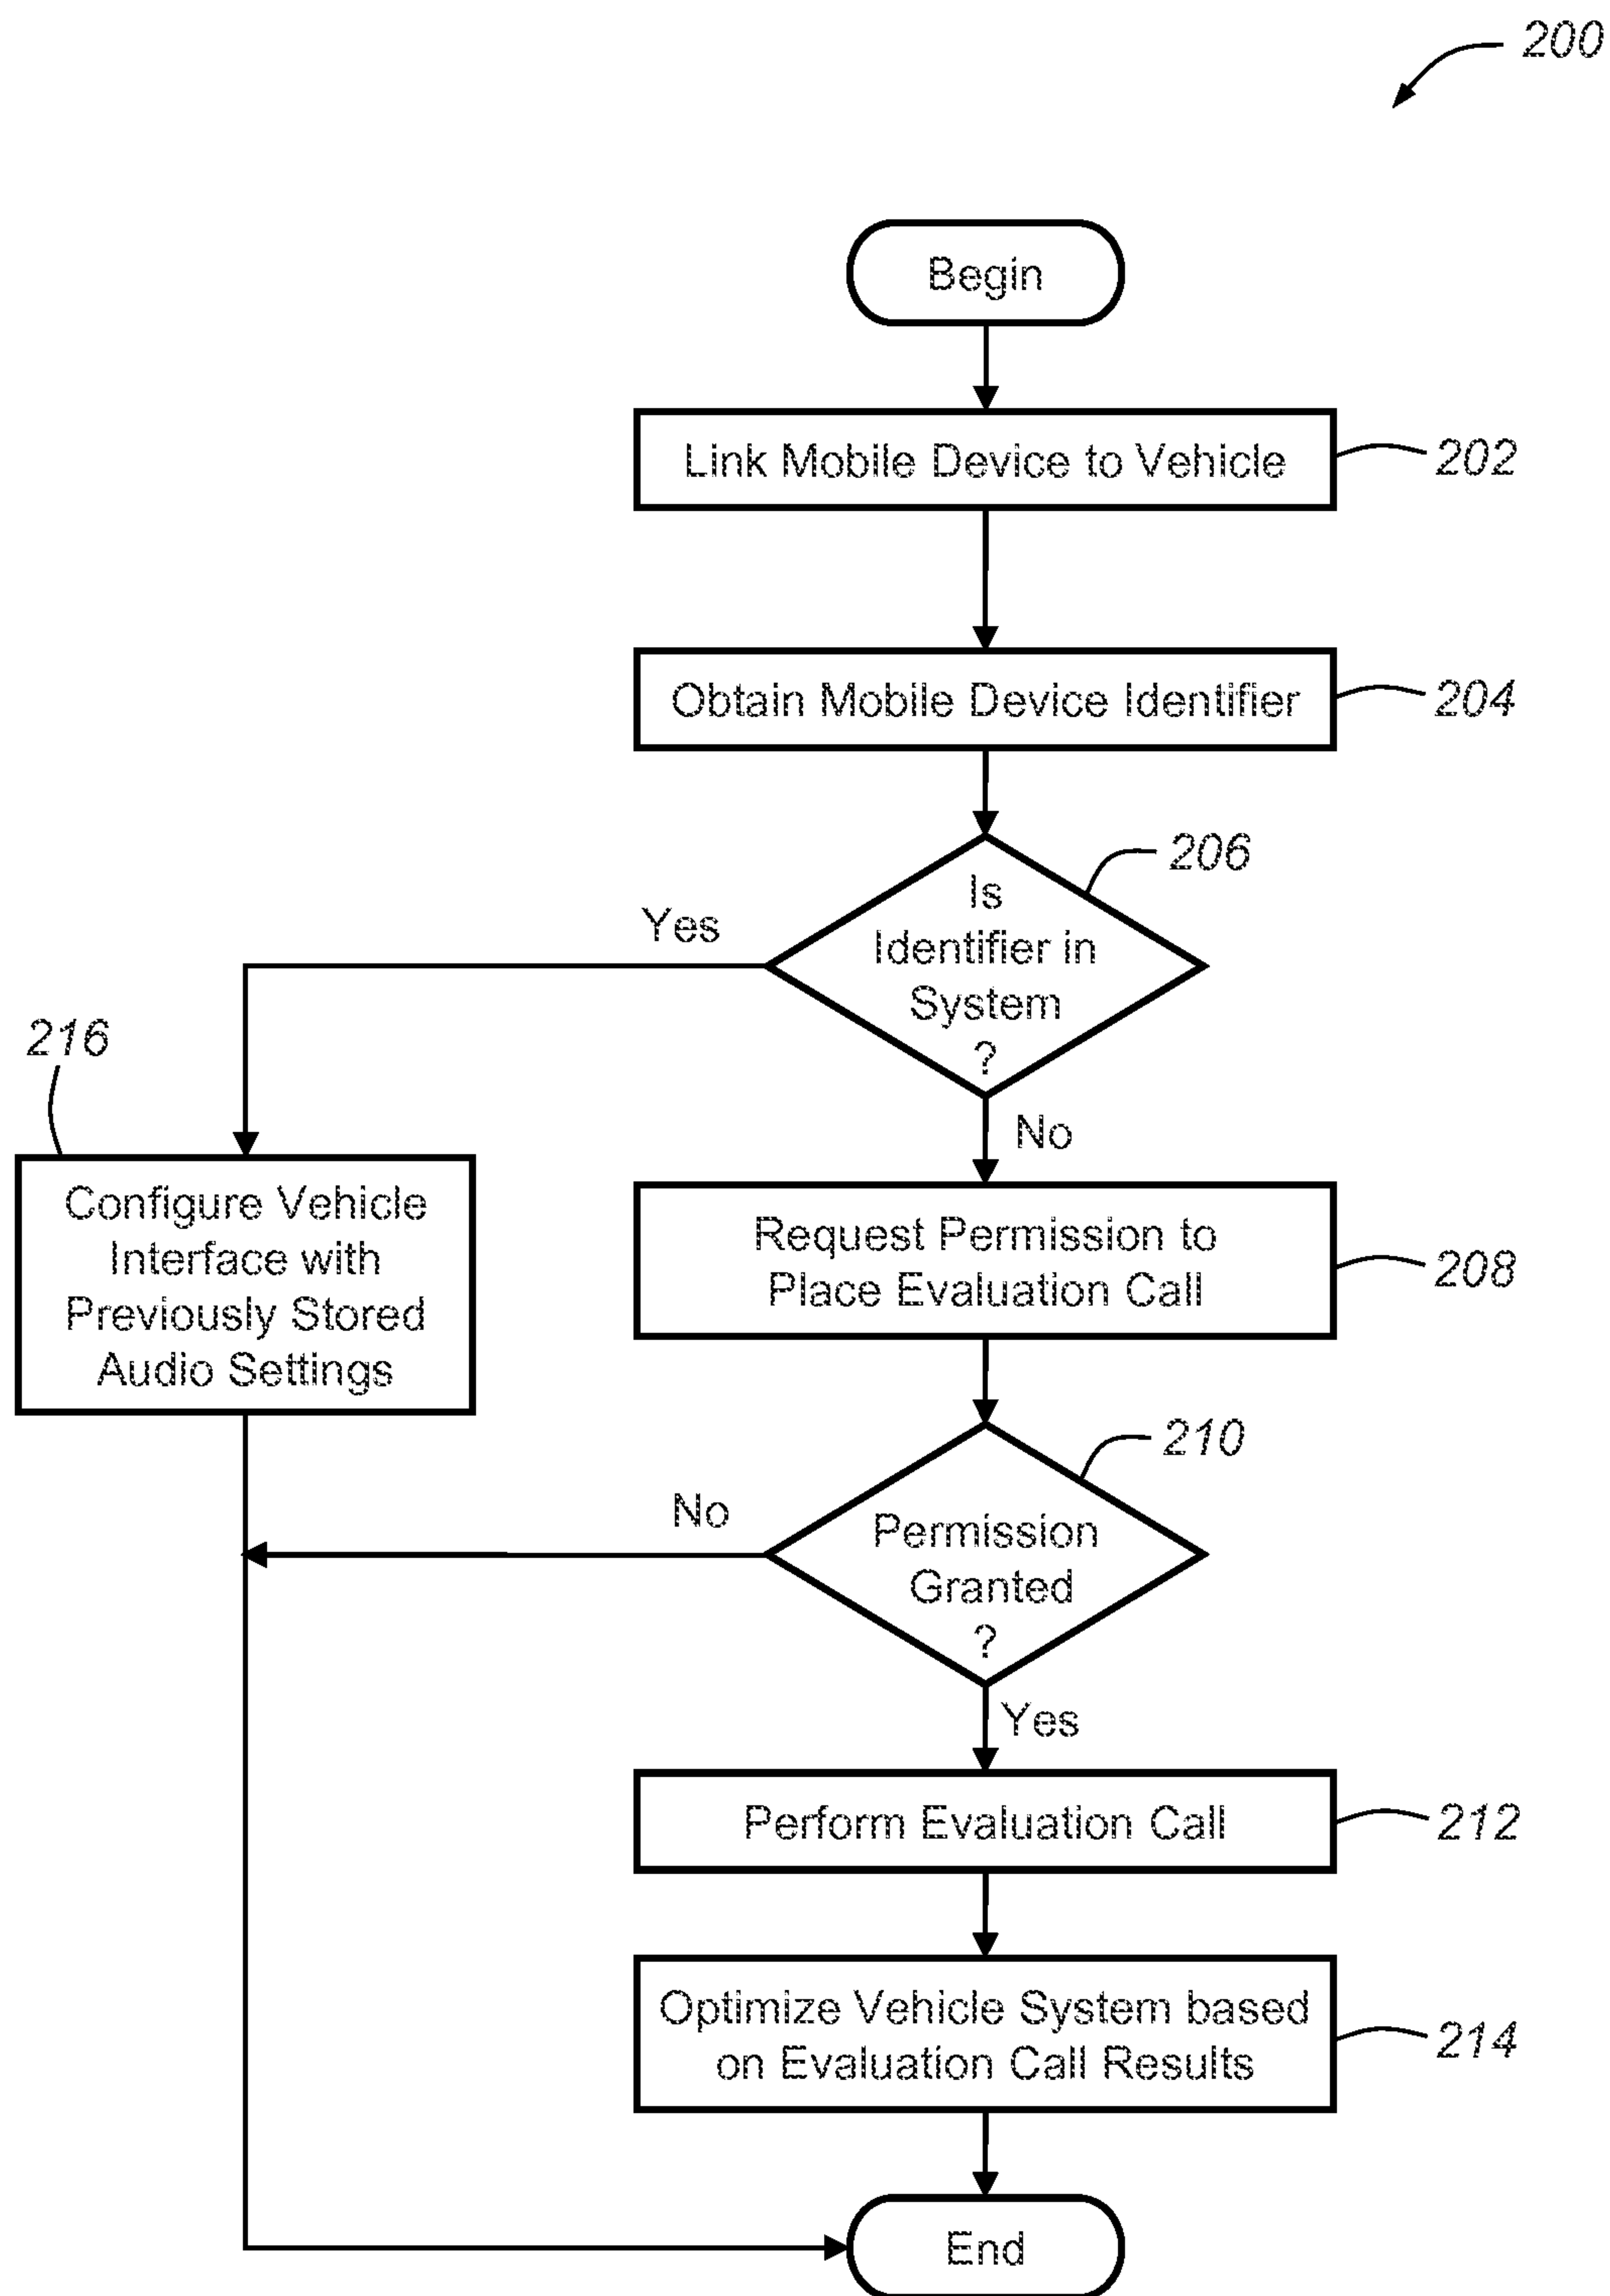 200
Begin
Link Mobile Device to Vehicle
202
Obtain Mobile Device Identifier
204
206
Is
Identifier in
System
?
Yes
No
216
Configure Vehicle
Interface with
Previously Stored
Audio Settings
Request Permission to
Place Evaluation Call
208
210
Permission
Granted
?
No
Yes
Perform Evaluation Call
212
Optimize Vehicle System based
on Evaluation Call Results
214
End